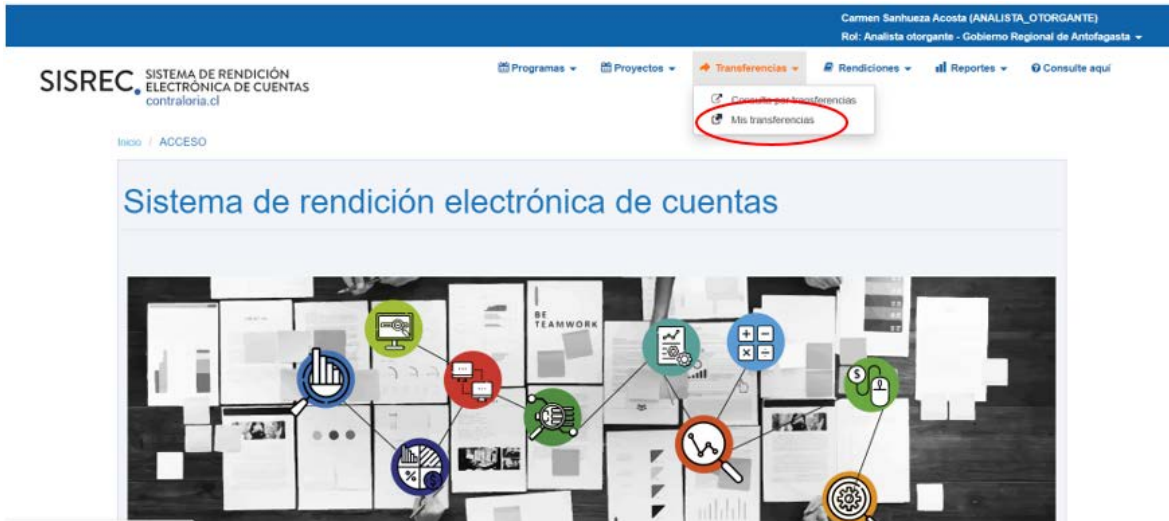 Carmen Sanhueza Acosta (ANALISTA_OTORGANTE)
Rol: Analista otorgante - Gobierno Regional de Antofagasta
SISREC. SISTEMA DE RENDICIÓN
ELECTRÓNICA DE CUENTAS
contraloria.cl
Programas Proyectos Transferencias Rendiciones Reportes Consulte aquí
Consulte por transferencias
Mis transferencias
Inicio / ACCESO
Sistema de rendición electrónica de cuentas
BE
TEAMWORK